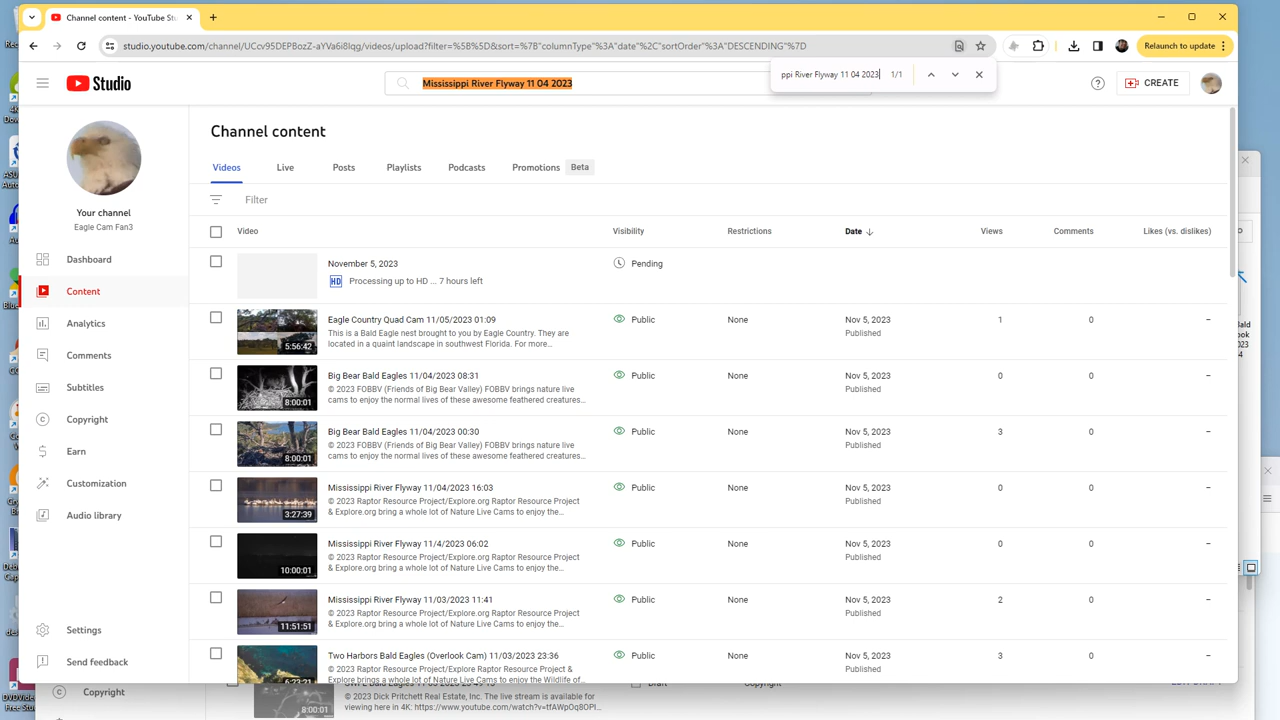 Channel content - YouTube Stu
studio.youtube.com/channel/UCcv95DEPBozZ-aYVa6i8Iqg/videos/upload?filter=%5B%5D&sort=%7B"columnType"%3A"date"%2C"sortOrder"%3A"DESCENDING"%7D
Relaunch to update
ppi River Flyway 11 04 2023
1/1
Studio
Mississippi River Flyway 11 04 2023
CREATE
Channel content
Videos Live Posts Playlists Podcasts Promotions Beta
Filter
Your channel
Eagle Cam Fan3
Dashboard
Content
Analytics
Comments
Subtitles
Copyright
Earn
Customization
Audio library
Settings
Send feedback
Video Visibility Restrictions Date Views Comments Likes (vs. dislikes)
November 5, 2023 Pending
HD Processing up to HD ... 7 hours left
Eagle Country Quad Cam 11/05/2023 01:09 Public None Nov 5, 2023 1 0 –
This is a Bald Eagle nest brought to you by Eagle Country. They are Published
located in a quaint landscape in southwest Florida. For more...
5:56:42
Big Bear Bald Eagles 11/04/2023 08:31 Public None Nov 5, 2023 0 0 –
© 2023 FOBBV (Friends of Big Bear Valley) FOBBV brings nature live Published
cams to enjoy the normal lives of these awesome feathered creatures...
8:00:01
Big Bear Bald Eagles 11/04/2023 00:30 Public None Nov 5, 2023 3 0 –
© 2023 FOBBV (Friends of Big Bear Valley) FOBBV brings nature live Published
cams to enjoy the normal lives of these awesome feathered creatures...
8:00:01
Mississippi River Flyway 11/04/2023 16:03 Public None Nov 5, 2023 0 0 –
© 2023 Raptor Resource Project/Explore.org Raptor Resource Project Published
& Explore.org bring a whole lot of Nature Live Cams to enjoy the...
3:27:39
Mississippi River Flyway 11/4/2023 06:02 Public None Nov 5, 2023 0 0 –
© 2023 Raptor Resource Project/Explore.org Raptor Resource Project Published
& Explore.org bring a whole lot of Nature Live Cams to enjoy the...
10:00:01
Mississippi River Flyway 11/03/2023 11:41 Public None Nov 5, 2023 2 0 –
© 2023 Raptor Resource Project/Explore.org Raptor Resource Project Published
& Explore.org bring a whole lot of Nature Live Cams to enjoy the...
11:51:51
Two Harbors Bald Eagles (Overlook Cam) 11/03/2023 23:36 Public None Nov 5, 2023 3 0 –
© 2023 Raptor Resource Project/Explore Raptor Resource Project & Published
Explore.org bring a whole lot of Nature Live Cams to enjoy the Wildlife of...
6:23:21
Copyright
© 2023 Dick Pritchett Real Estate, Inc. The live stream is available for
viewing here in 4K: https://www.youtube.com/watch?v=tfAWpOq8OPI
8:00:01